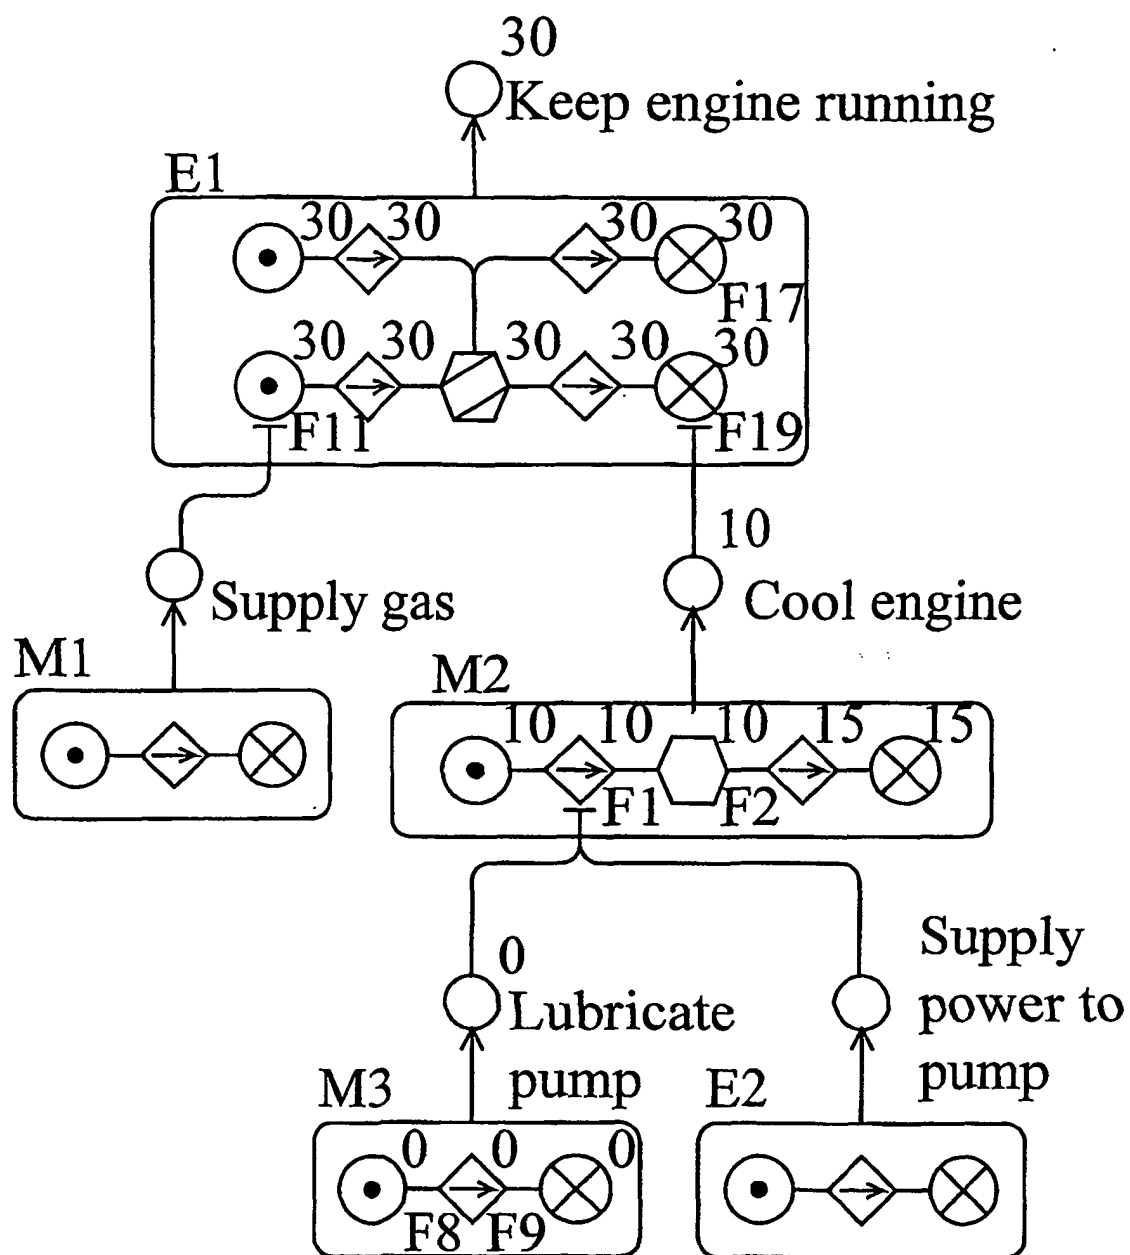 30
Keep engine running
E1
30 30 30 30
F17
30 30 30 30 30
F11 F19
10
Supply gas
Cool engine
M1
M2
10 10 10 15 15
F1 F2
0
Lubricate
pump
Supply
power to
pump
M3
E2
0 0 0
F8 F9